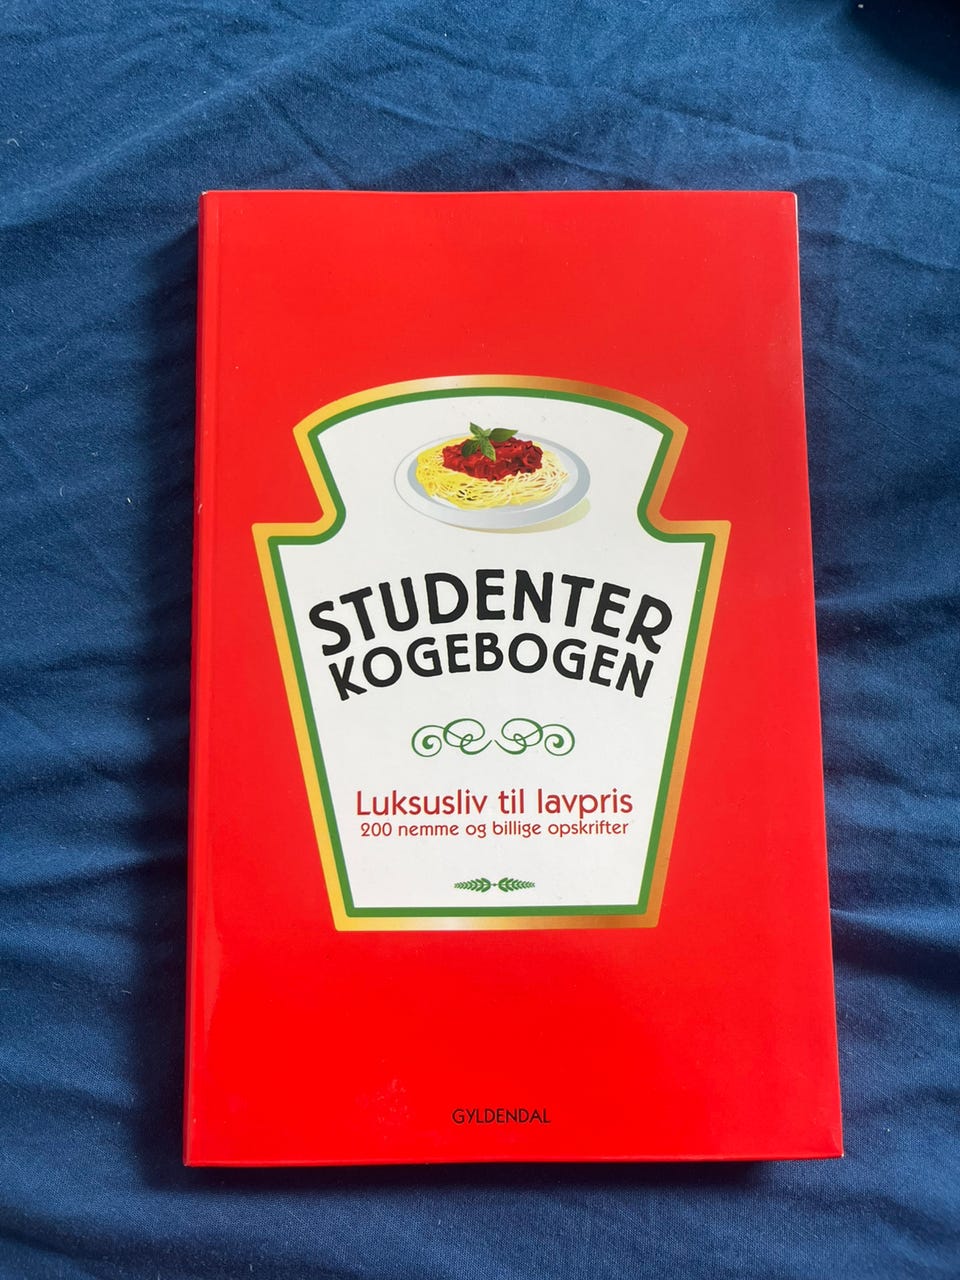 STUDENTER
KOGEBOGEN
Luksusliv til lavpris
200 nemme og billige opskrifter
GYLDENDAL